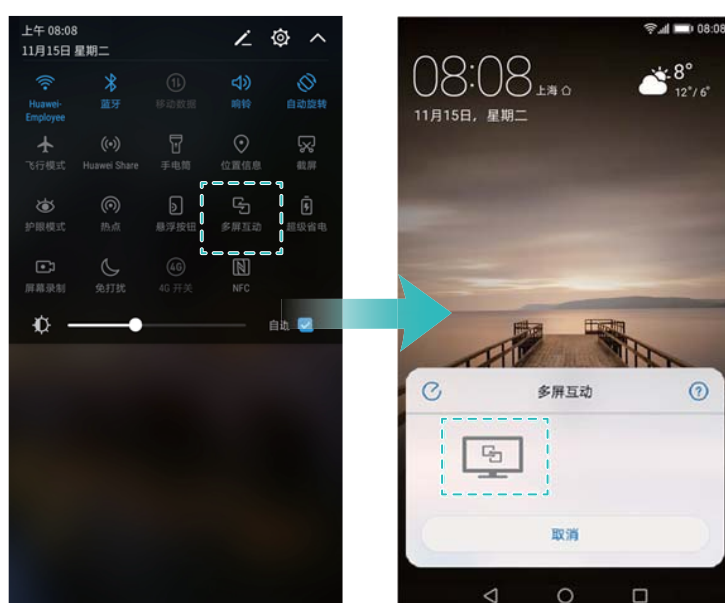 上午 08:08
11月15日 星期二
Huawei-
Employee
蓝牙
移动数据
响铃
自动旋转
飞行模式
Huawei Share
手电筒
位置信息
截屏
护眼模式
热点
悬浮按钮
多屏互动
超级省电
屏幕录制
免打扰
4G
4G 开关
NFC
自动
08:08
08:08 上海
8°
12°/ 6°
11月15日，星期二
多屏互动
取消